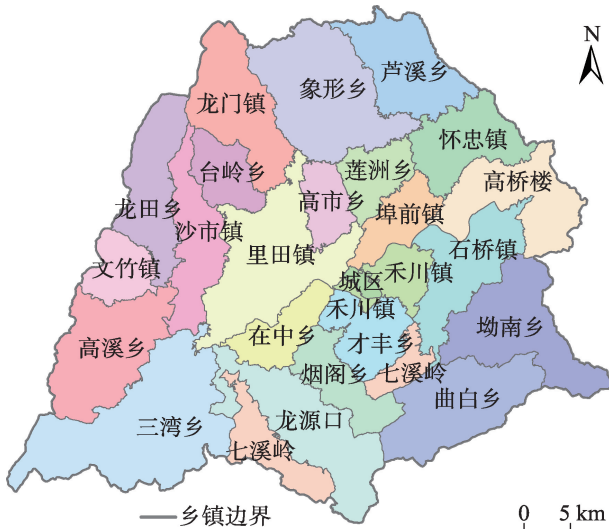 N
芦溪乡
象形乡
龙门镇
怀忠镇
台岭乡
莲洲乡
高桥楼
高市乡
龙田乡
埠前镇
沙市镇
石桥镇
里田镇
文竹镇
禾川镇
城区
禾川镇
坳南乡
在中乡
才丰乡
高溪乡
烟阁乡
七溪岭
曲白乡
龙源口
三湾乡
七溪岭
乡镇边界
0 5 km